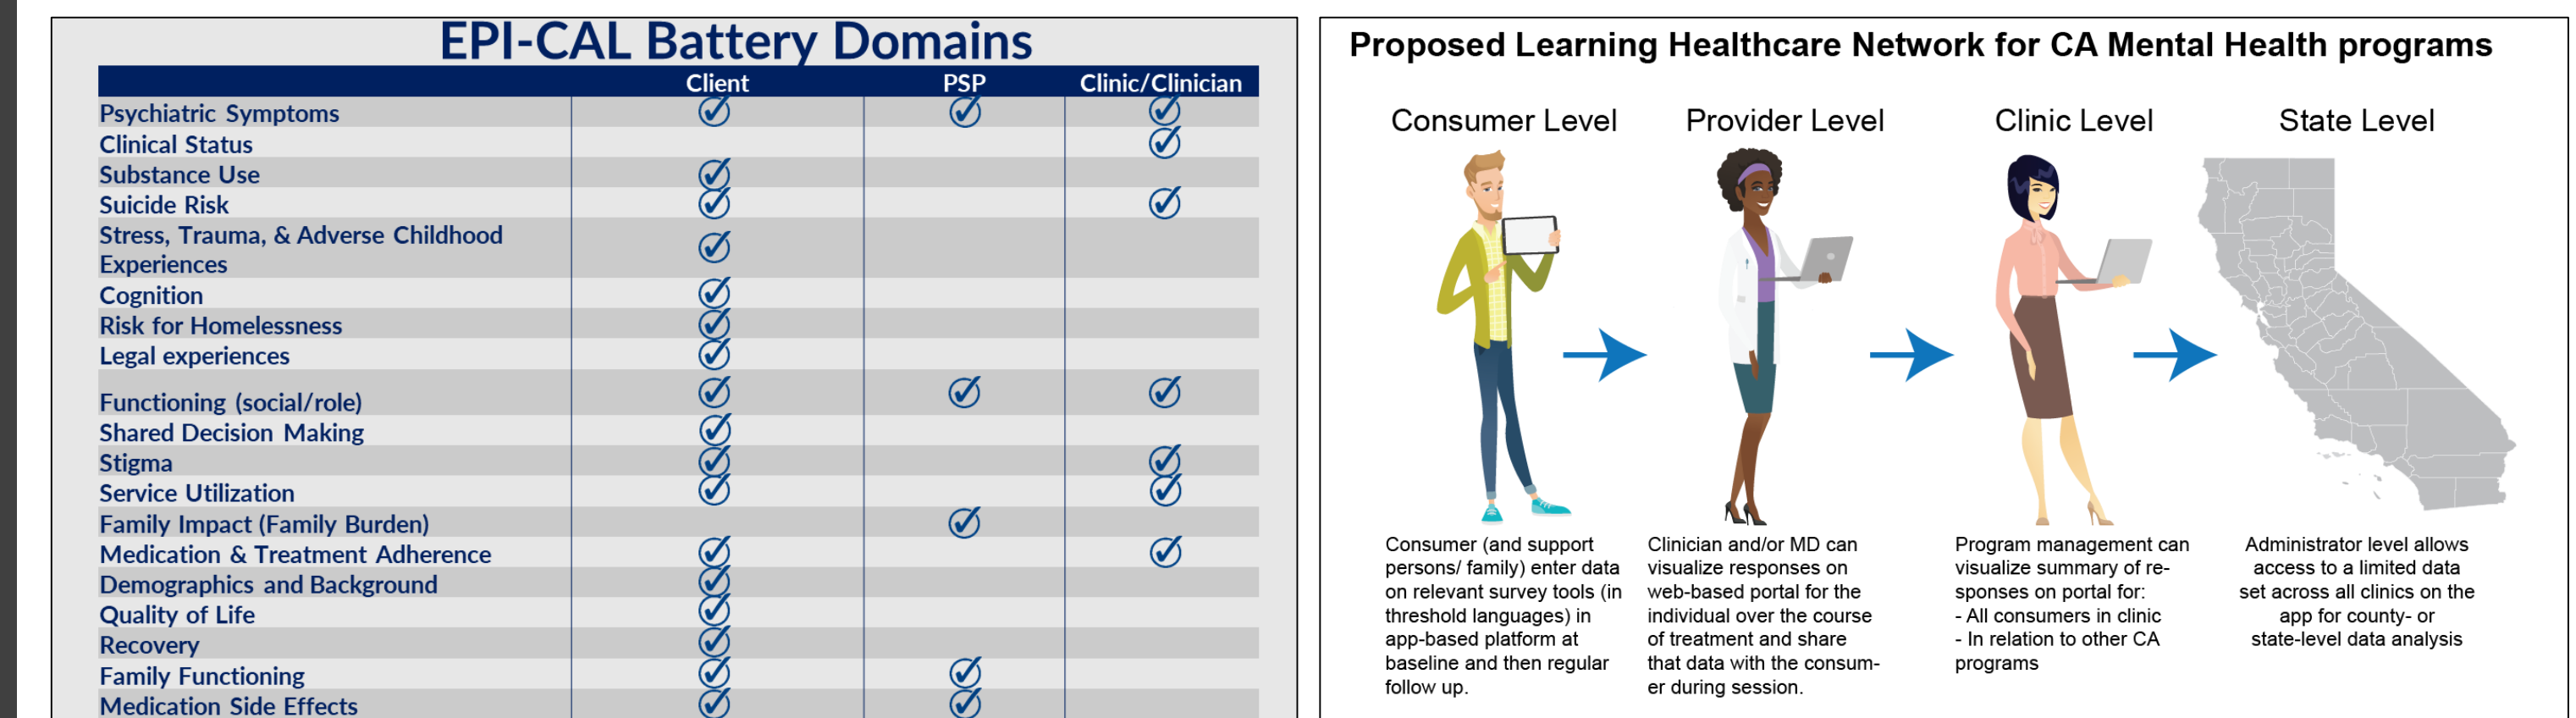 EPI-CAL Battery Domains
Client PSP Clinic/Clinician
Psychiatric Symptoms
Clinical Status
Substance Use
Suicide Risk
Stress, Trauma, & Adverse Childhood
Experiences
Cognition
Risk for Homelessness
Legal experiences
Functioning (social/role)
Shared Decision Making
Stigma
Service Utilization
Family Impact (Family Burden)
Medication & Treatment Adherence
Demographics and Background
Quality of Life
Recovery
Family Functioning
Medication Side Effects
Proposed Learning Healthcare Network for CA Mental Health programs
Consumer Level
Provider Level
Clinic Level
State Level
Consumer (and support
persons/ family) enter data
on relevant survey tools (in
threshold languages) in
app-based platform at
baseline and then regular
follow up.
Clinician and/or MD can
visualize responses on
web-based portal for the
individual over the course
of treatment and share
that data with the consum-
er during session.
Program management can
visualize summary of re-
sponses on portal for:
- All consumers in clinic
- In relation to other CA
programs
Administrator level allows
access to a limited data
set across all clinics on the
app for county- or
state-level data analysis